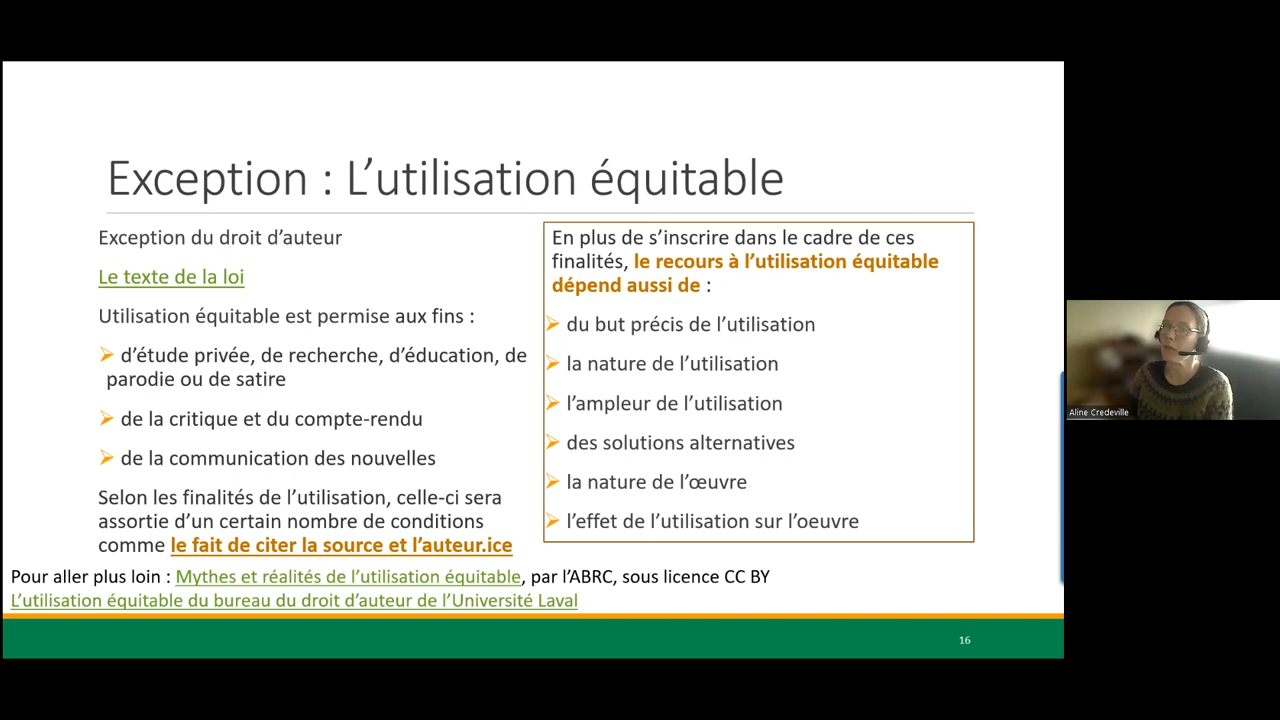 Exception : L’utilisation équitable
Exception du droit d’auteur
Le texte de la loi
Utilisation équitable est permise aux fins :
d’étude privée, de recherche, d’éducation, de
parodie ou de satire
de la critique et du compte-rendu
de la communication des nouvelles
Selon les finalités de l’utilisation, celle-ci sera
assortie d’un certain nombre de conditions
comme le fait de citer la source et l’auteur.ice
En plus de s’inscrire dans le cadre de ces
finalités, le recours à l’utilisation équitable
dépend aussi de :
du but précis de l’utilisation
la nature de l’utilisation
l’ampleur de l’utilisation
des solutions alternatives
la nature de l’œuvre
l’effet de l’utilisation sur l’oeuvre
Pour aller plus loin : Mythes et réalités de l’utilisation équitable, par l’ABRC, sous licence CC BY
L’utilisation équitable du bureau du droit d’auteur de l’Université Laval
16
Aline Credeville